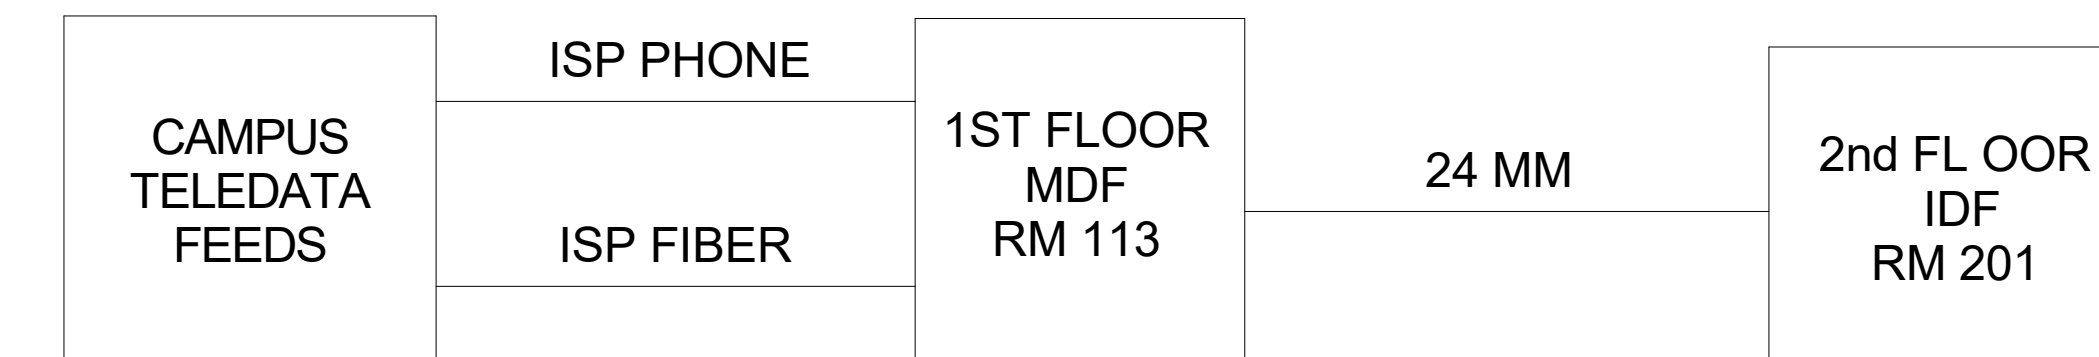 CAMPUS
TELEDATA
FEEDS
ISP PHONE
ISP FIBER
1ST FLOOR
MDF
RM 113
24 MM
2nd FL OOR
IDF
RM 201